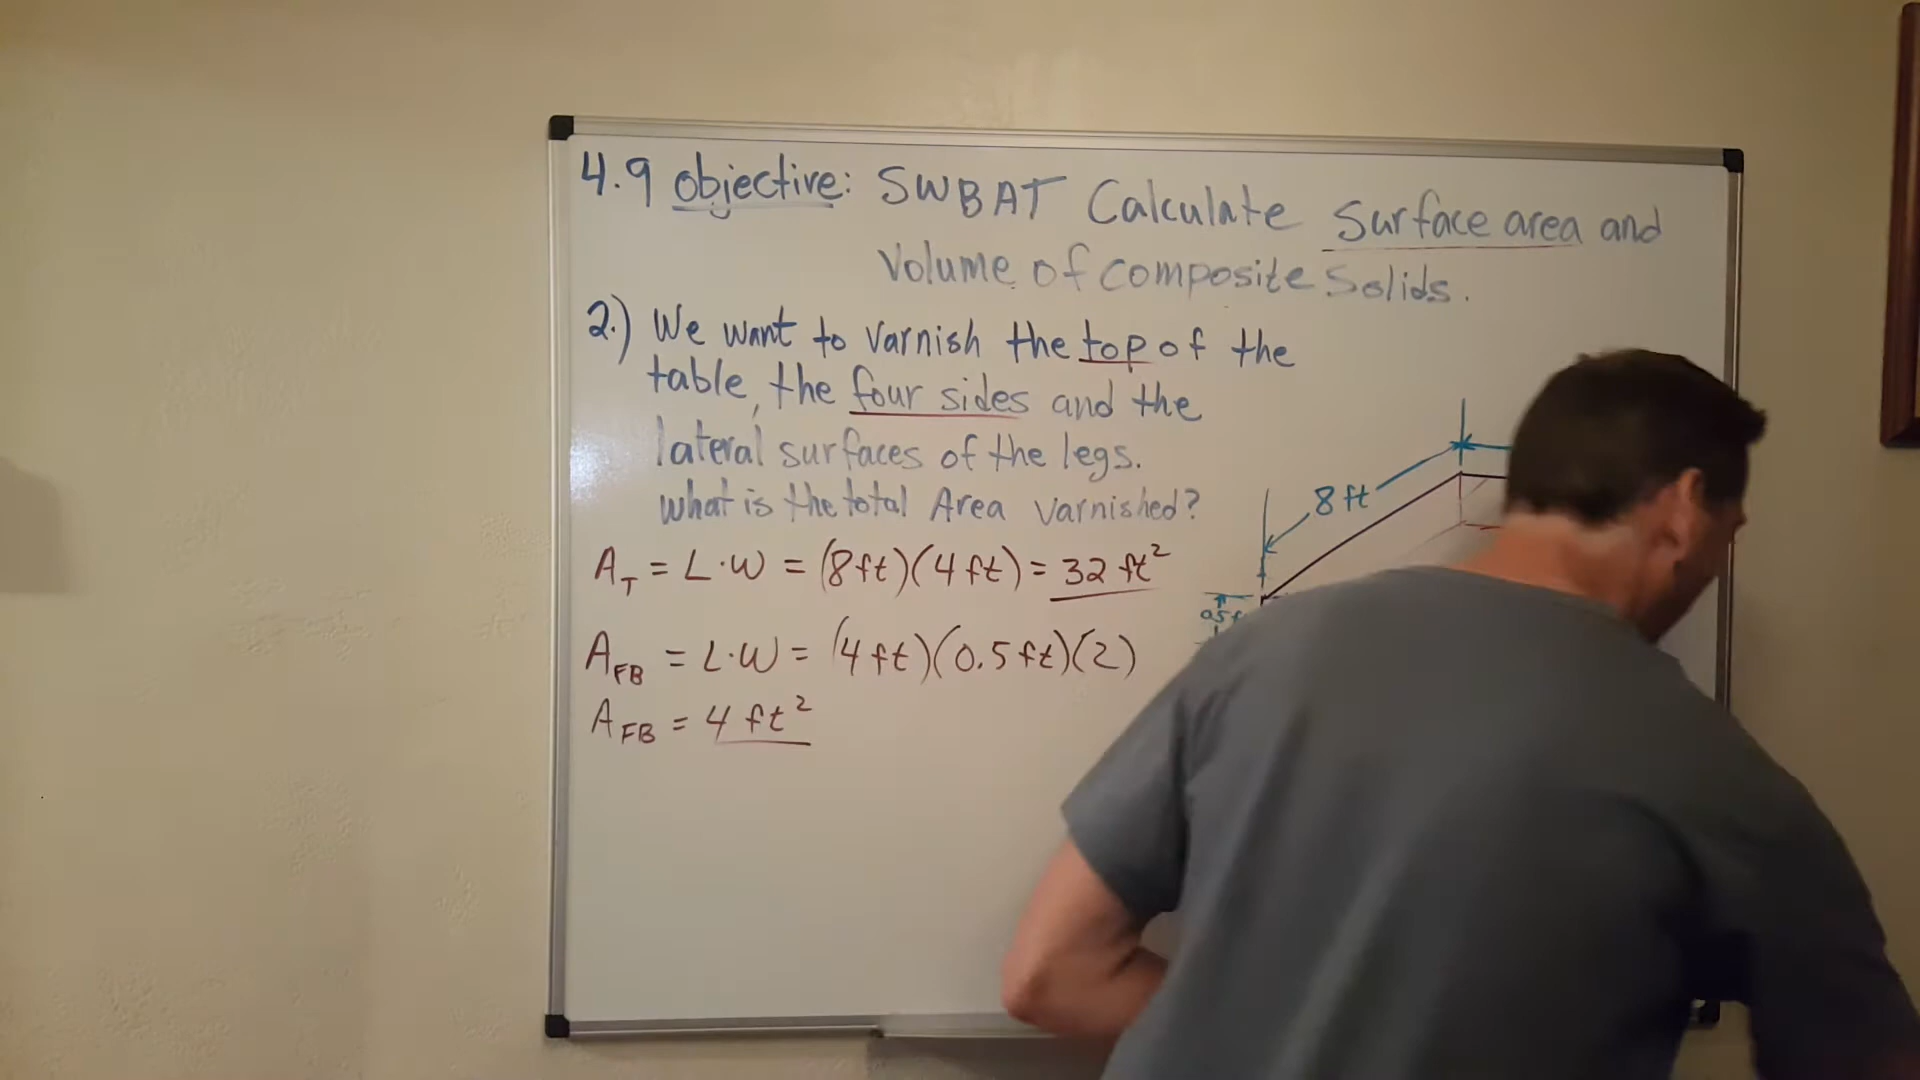 4.9 objective: SWBAT Calculate Surface area and
Volume of composite Solids.
2.) We want to varnish the top of the
table, the four sides and the
lateral surfaces of the legs.
What is the total Area varnished?
8 ft
A_T = L·W = (8ft)(4ft) = 32 ft²
0.5 f
A_FB = L·W = (4ft)(0.5ft)(2)
A_FB = 4 ft²